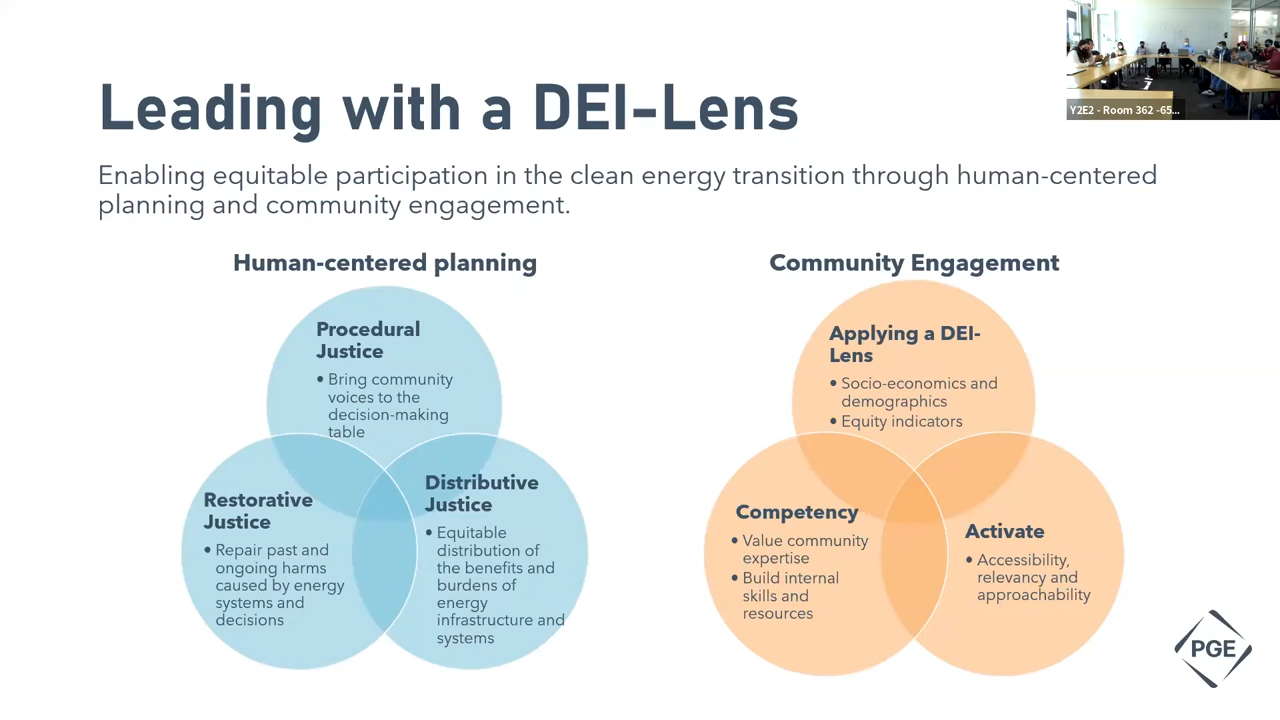 Y2E2 - Room 362 -65...
Leading with a DEI-Lens
Enabling equitable participation in the clean energy transition through human-centered
planning and community engagement.
Human-centered planning
Procedural
Justice
• Bring community
voices to the
decision-making
table
Restorative
Justice
• Repair past and
ongoing harms
caused by energy
systems and
decisions
Distributive
Justice
• Equitable
distribution of
the benefits and
burdens of
energy
infrastructure and
systems
Community Engagement
Applying a DEI-
Lens
• Socio-economics and
demographics
• Equity indicators
Competency
• Value community
expertise
• Build internal
skills and
resources
Activate
• Accessibility,
relevancy and
approachability
PGE